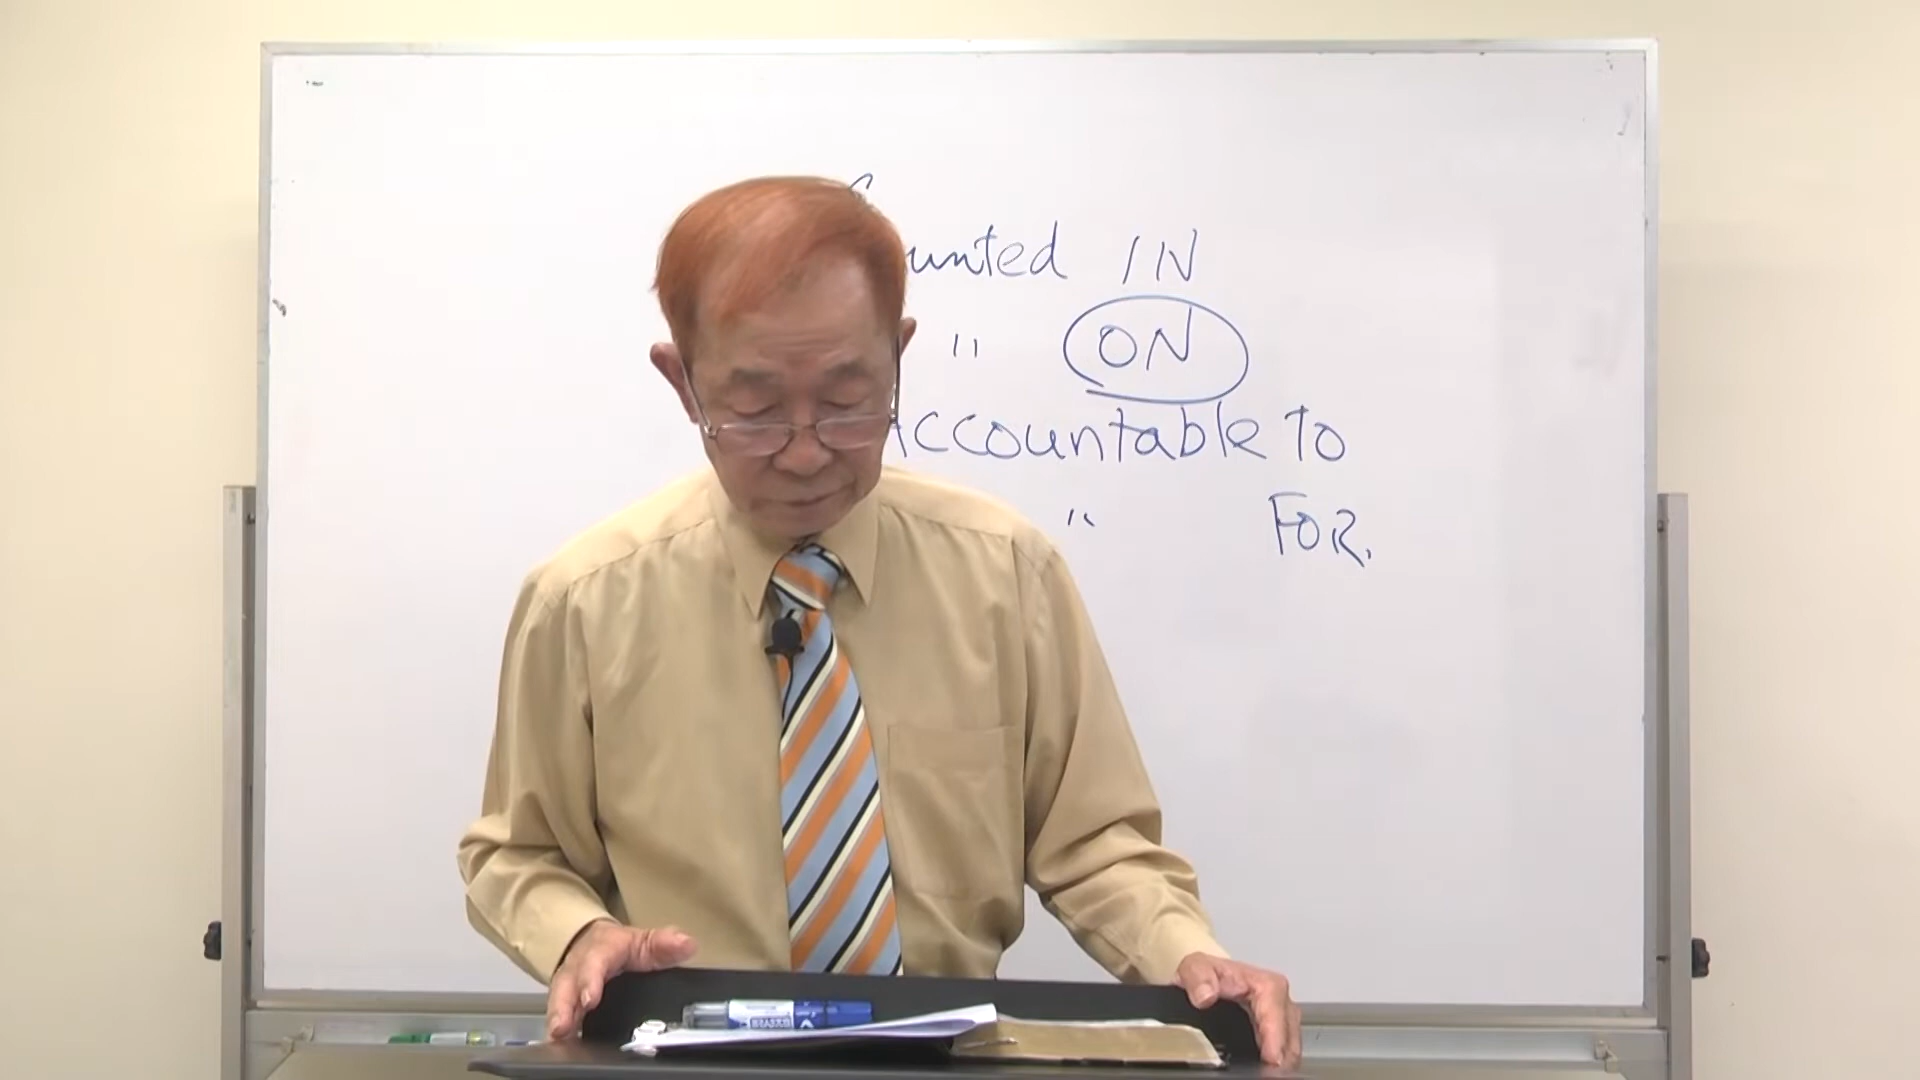 unted IN
" ON
Accountable To
" FOR.